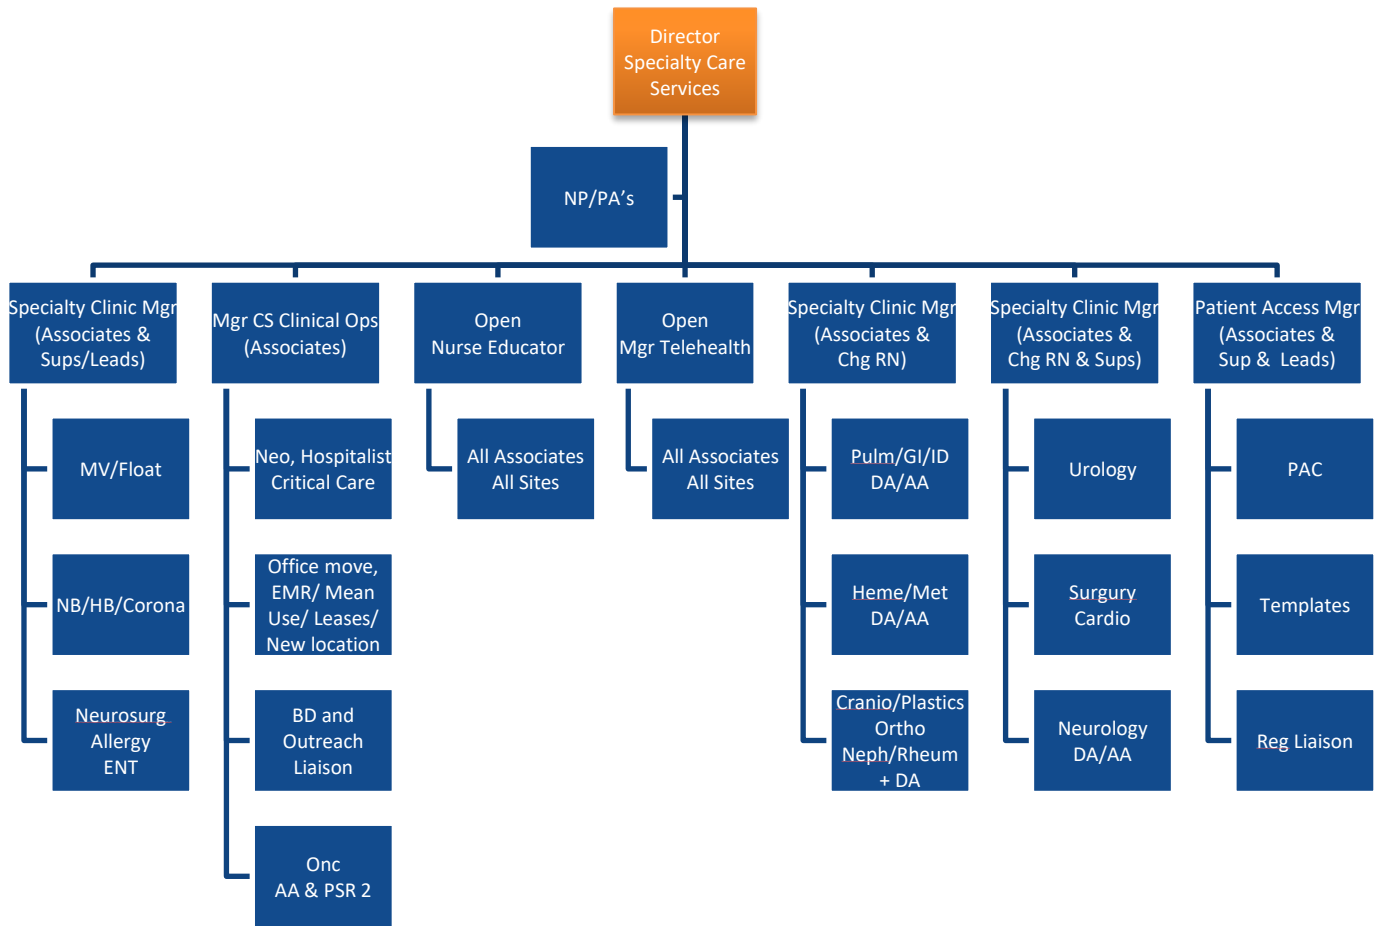 Director
Specialty Care
Services
NP/PA’s
Specialty Clinic Mgr
(Associates &
Sups/Leads)
Mgr CS Clinical Ops
(Associates)
Open
Nurse Educator
Open
Mgr Telehealth
Specialty Clinic Mgr
(Associates &
Chg RN)
Specialty Clinic Mgr
(Associates &
Chg RN & Sups)
Patient Access Mgr
(Associates &
Sup & Leads)
MV/Float
NB/HB/Corona
Neurosurg
Allergy
ENT
Neo, Hospitalist
Critical Care
Office move,
EMR/ Mean
Use/ Leases/
New location
BD and
Outreach
Liaison
Onc
AA & PSR 2
All Associates
All Sites
All Associates
All Sites
Pulm/GI/ID
DA/AA
Heme/Met
DA/AA
Cranio/Plastics
Ortho
Neph/Rheum
+ DA
Urology
Surgury
Cardio
Neurology
DA/AA
PAC
Templates
Reg Liaison